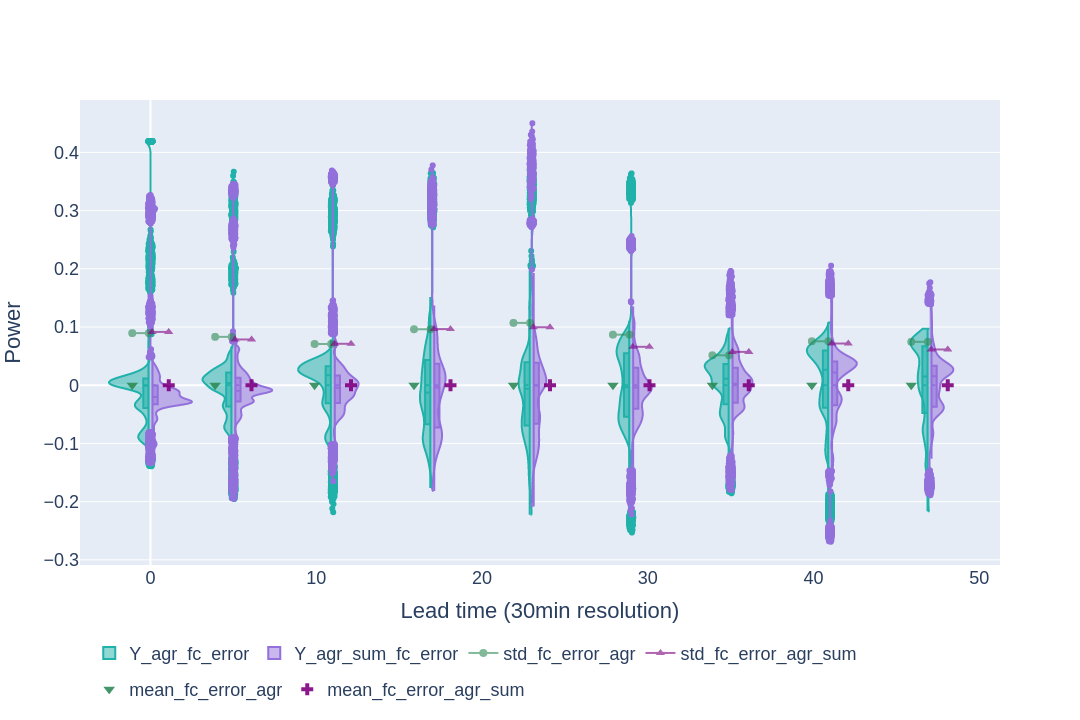 0.4
0.3
0.2
0.1
0
−0.1
−0.2
−0.3
Power
0 10 20 30 40 50
Lead time (30min resolution)
Y_agr_fc_error Y_agr_sum_fc_error std_fc_error_agr std_fc_error_agr_sum
mean_fc_error_agr mean_fc_error_agr_sum